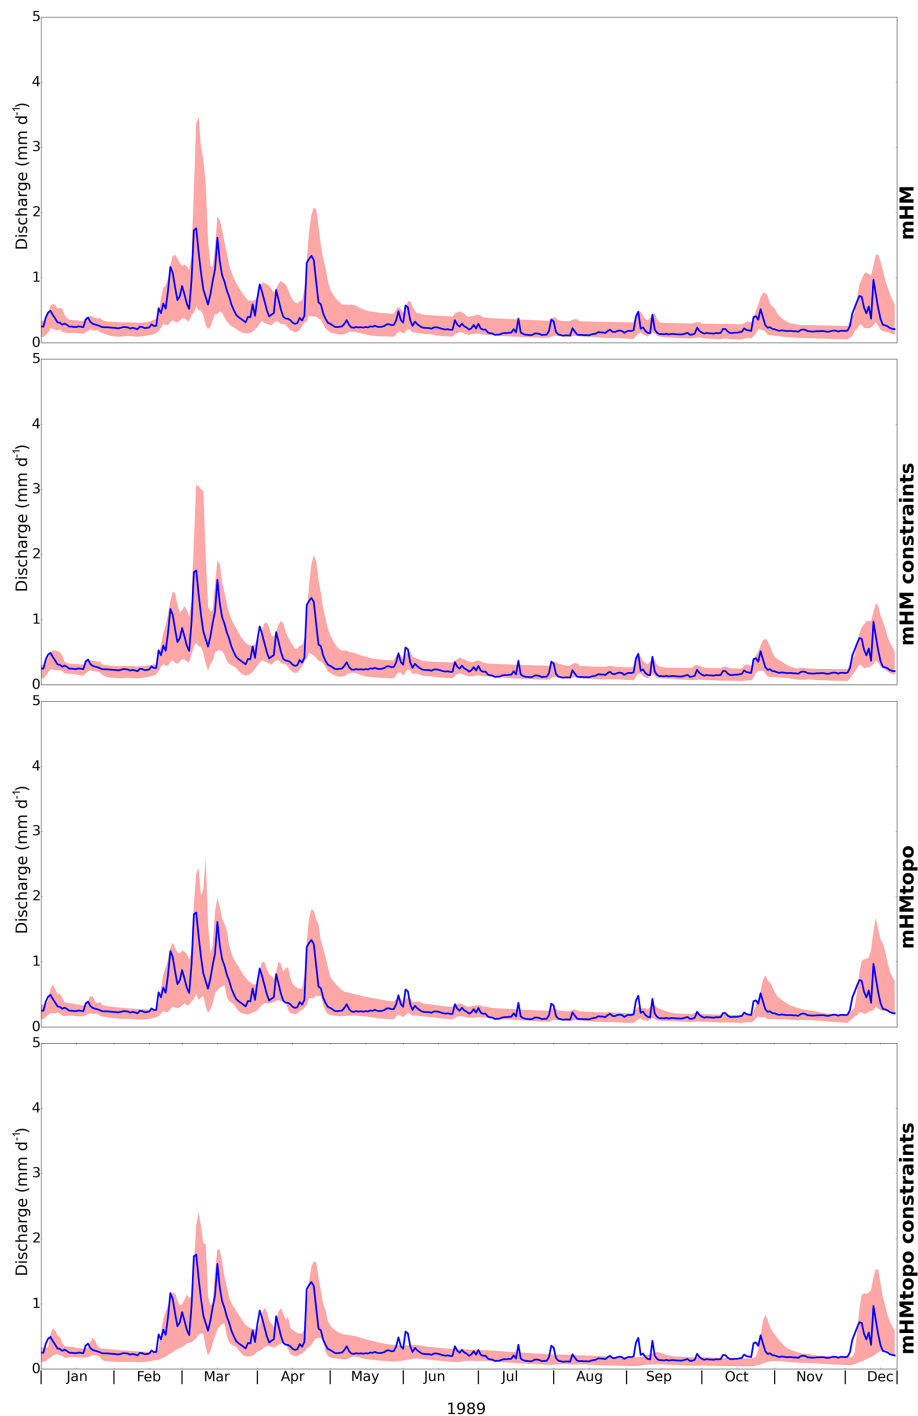 5
4
3
2
1
0
Discharge (mm d-1)
mHM
5
4
3
2
1
0
Discharge (mm d-1)
mHM constraints
5
4
3
2
1
0
Discharge (mm d-1)
mHMtopo
5
4
3
2
1
0
Discharge (mm d-1)
mHMtopo constraints
Jan Feb Mar Apr May Jun Jul Aug Sep Oct Nov Dec
1989